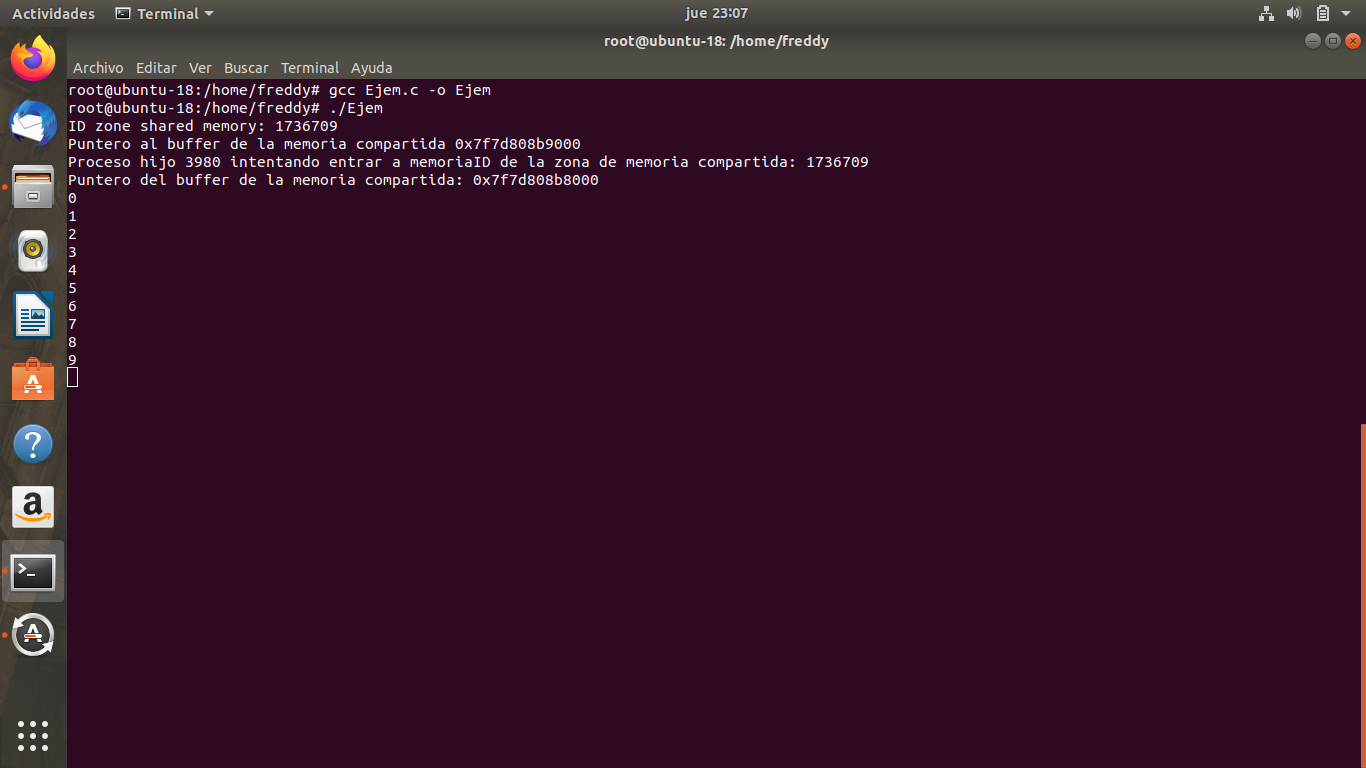 Actividades Terminal jue 23:07
root@ubuntu-18: /home/freddy
Archivo Editar Ver Buscar Terminal Ayuda
root@ubuntu-18:/home/freddy# gcc Ejem.c -o Ejem
root@ubuntu-18:/home/freddy# ./Ejem
ID zone shared memory: 1736709
Puntero al buffer de la memoria compartida 0x7f7d808b9000
Proceso hijo 3980 intentando entrar a memoriaID de la zona de memoria compartida: 1736709
Puntero del buffer de la memoria compartida: 0x7f7d808b8000
0
1
2
3
4
5
6
7
8
9